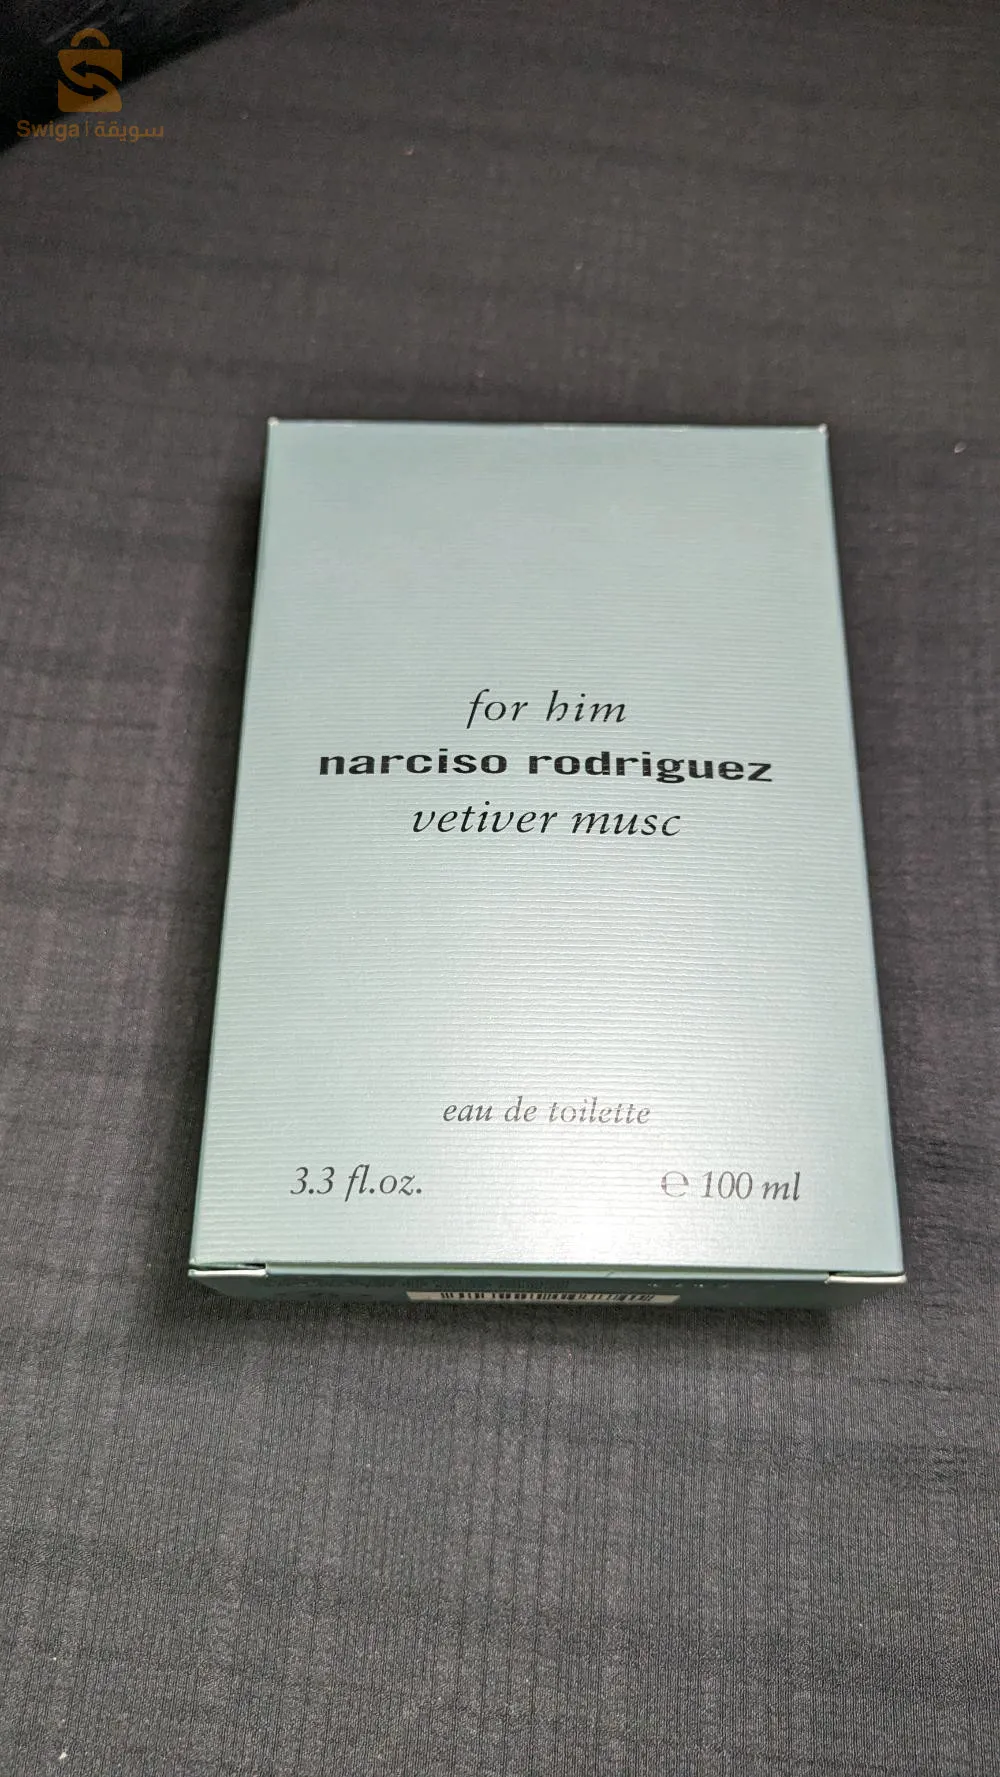 Swiga | سويقة
for him
narciso rodriguez
vetiver musc
eau de toilette
3.3 fl.oz. ℮ 100 ml